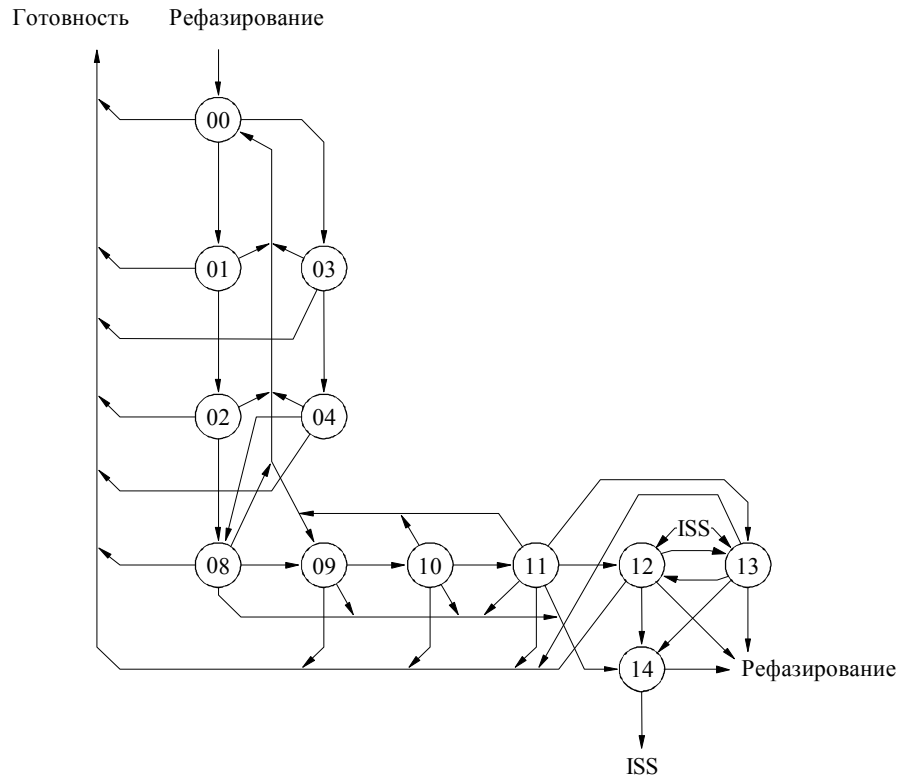 Готовность Рефазирование
00
01 03
02 04
ISS
08 09 10 11 12 13
14 Рефазирование
ISS